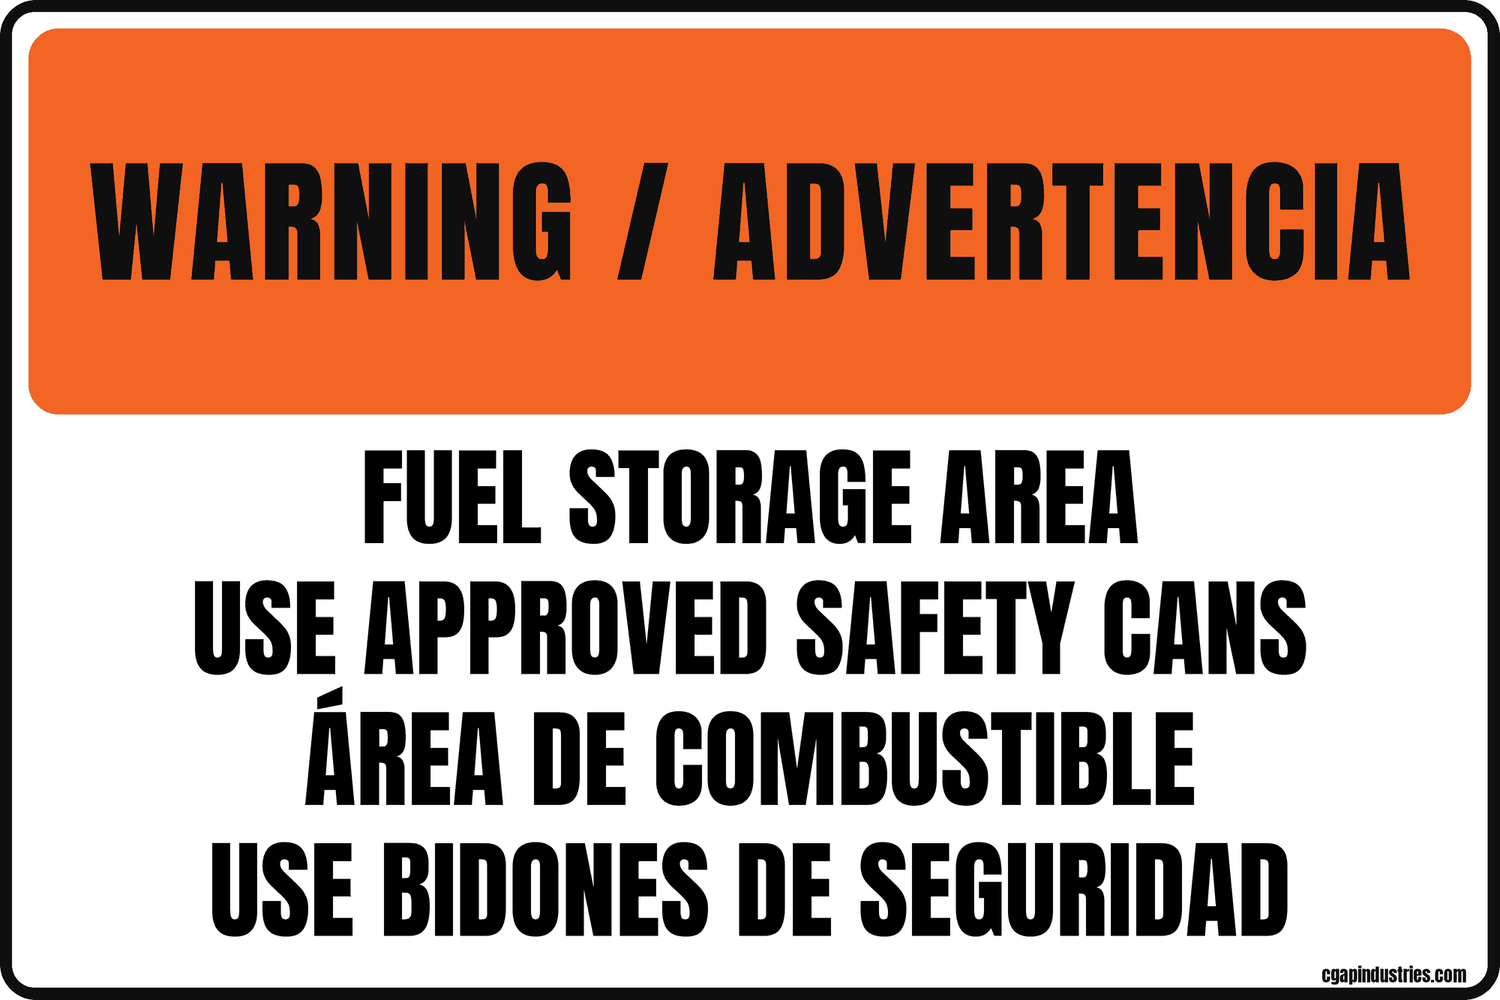 WARNING / ADVERTENCIA
FUEL STORAGE AREA
USE APPROVED SAFETY CANS
ÁREA DE COMBUSTIBLE
USE BIDONES DE SEGURIDAD
cgapindustries.com